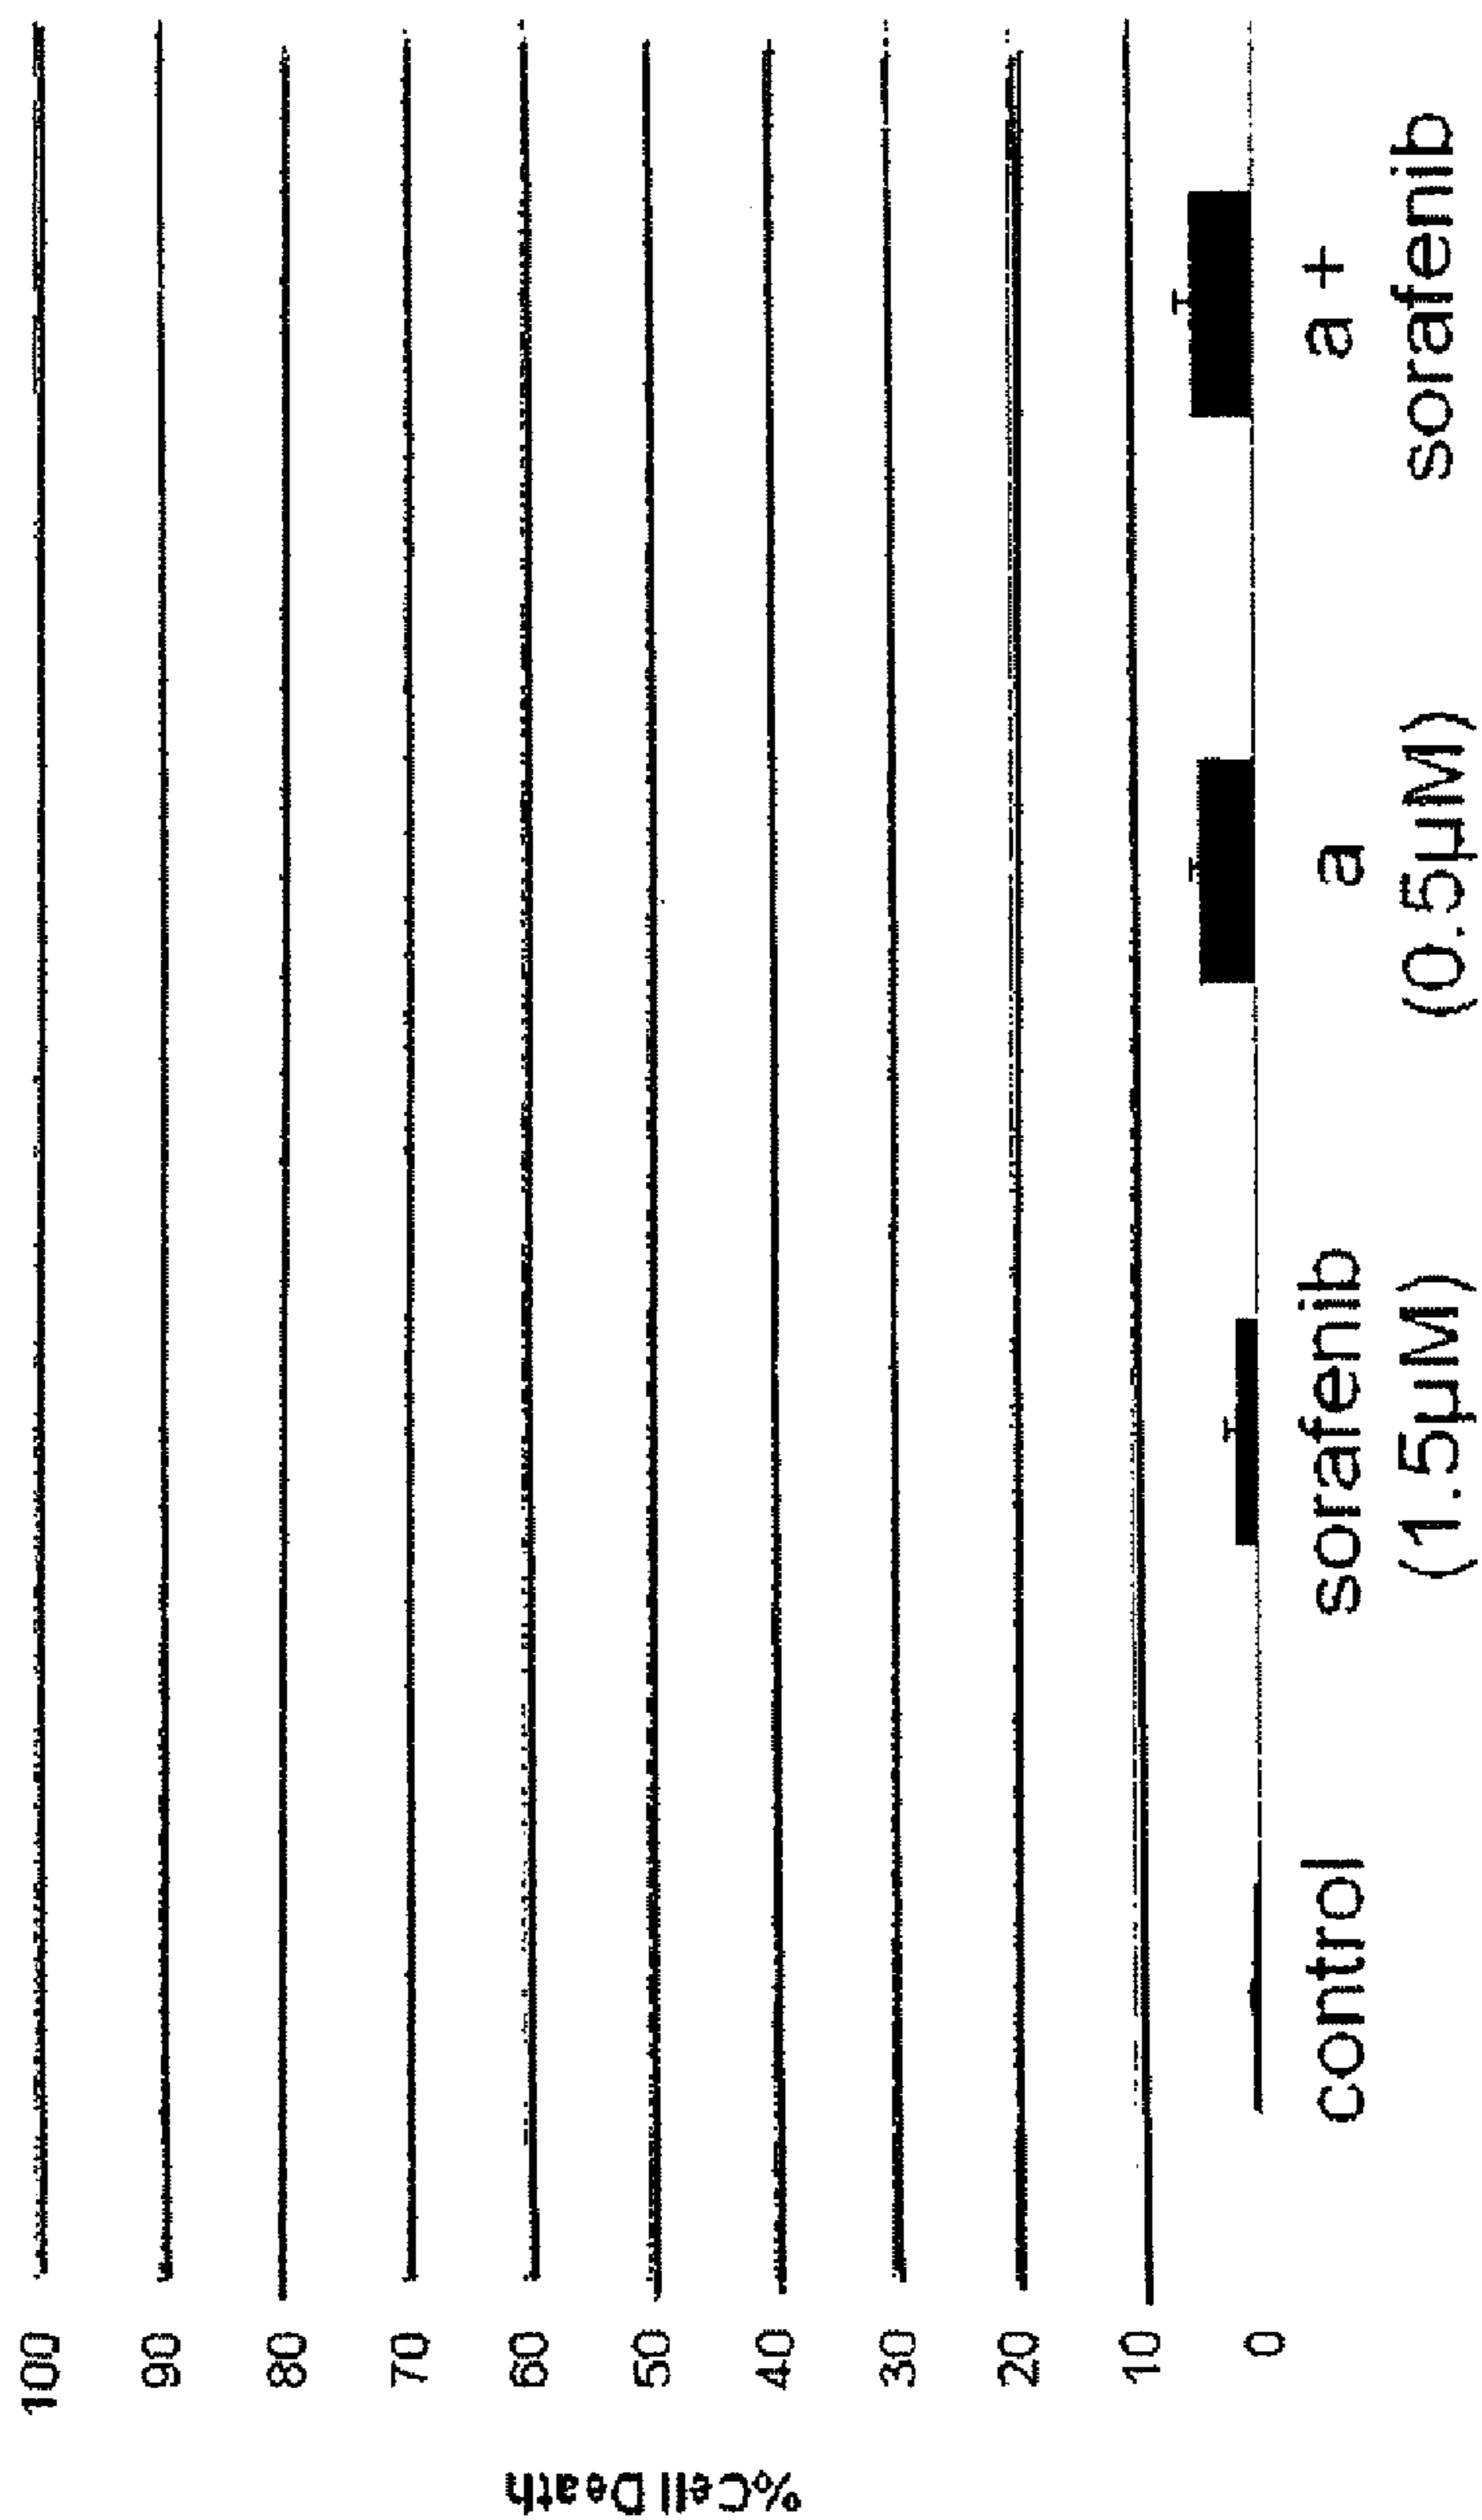 %Cell Death
100
90
80
70
60
50
40
30
20
10
0
control
sorafenib
(1.5µM)
a
(0.5µM)
a +
sorafenib